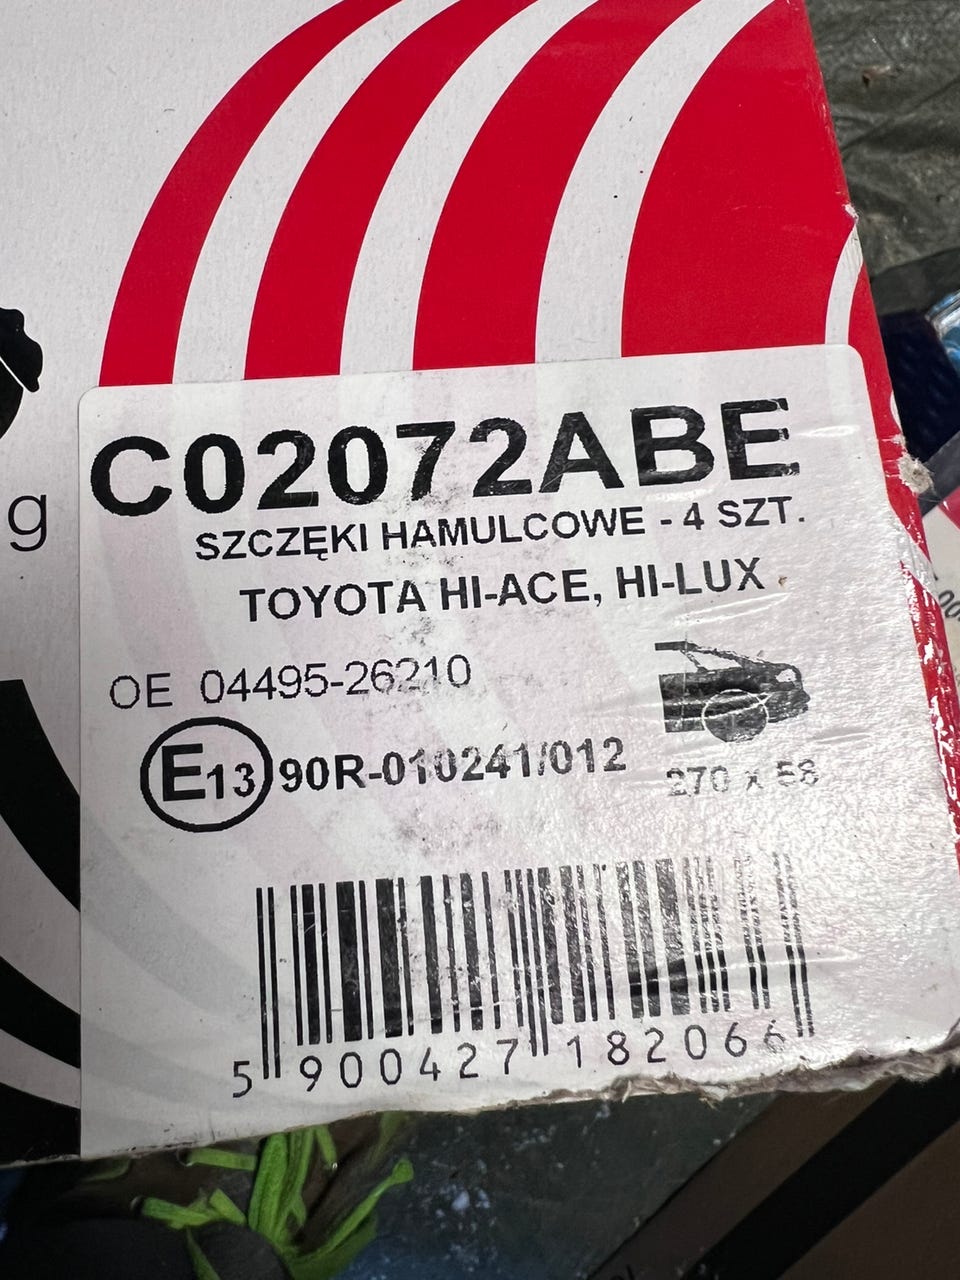 g
C02072ABE
SZCZĘKI HAMULCOWE - 4 SZT.
TOYOTA HI-ACE, HI-LUX
OE 04495-26210
E13 90R-010241/012
270 x 58
5 900427 182066